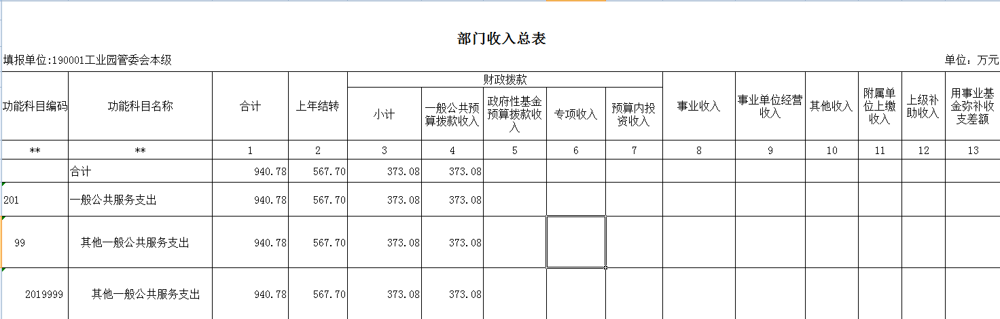 部门收入总表
填报单位:190001工业园管委会本级 单位：万元
功能科目编码 功能科目名称 合计 上年结转 财政拨款 事业收入 事业单位经营收入 其他收入 附属单位上缴收入 上级补助收入 用事业基金弥补收支差额
小计 一般公共预算拨款收入 政府性基金预算拨款收入 专项收入 预算内投资收入
** ** 1 2 3 4 5 6 7 8 9 10 11 12 13
合计 940.78 567.70 373.08 373.08
201 一般公共服务支出 940.78 567.70 373.08 373.08
99 其他一般公共服务支出 940.78 567.70 373.08 373.08
2019999 其他一般公共服务支出 940.78 567.70 373.08 373.08